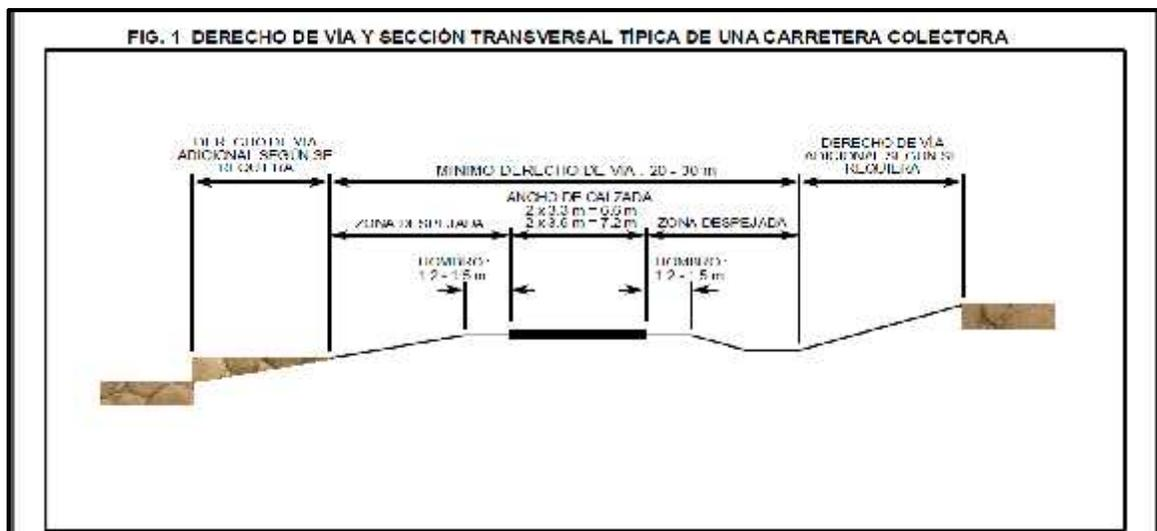 FIG. 1 DERECHO DE VÍA Y SECCIÓN TRANSVERSAL TÍPICA DE UNA CARRETERA COLECTORA
DERECHO DE VIA
ADICIONAL SEGÚN SE
REQUIERA
MINIMO DERECHO DE VIA : 20 - 30 m
DERECHO DE VÍA
ADICIONAL SEGÚN SE
REQUIERA
ANCHO DE CALZADA
2 x 3.3 m = 6.6 m
2 x 3.6 m = 7.2 m
ZONA DESPEJADA
ZONA DESPEJADA
HOMBRO :
1.2 - 1.5 m
HOMBRO :
1.2 - 1.5 m